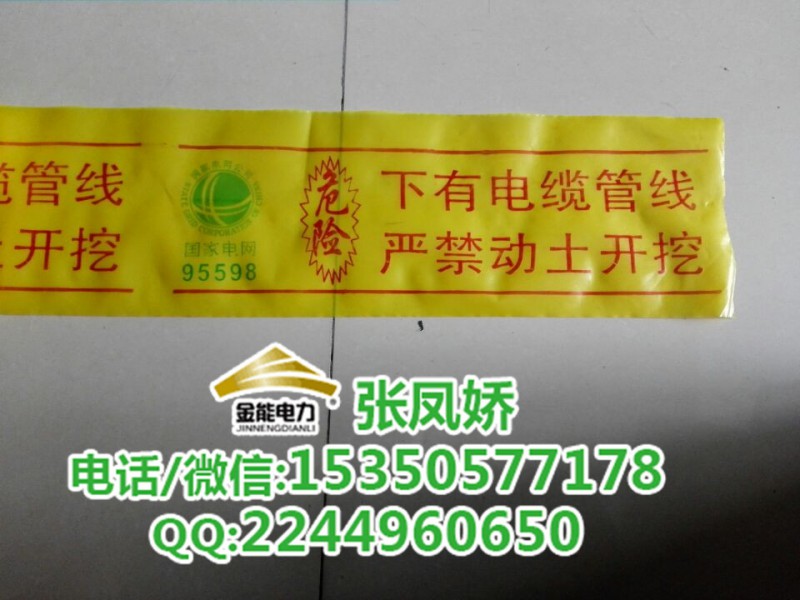 缆管线
土开挖
国家电网
95598
危险
下有电缆管线
严禁动土开挖
金能电力
JINNENGDIANLI
张凤娇
电话/微信:15350577178
QQ:2244960650